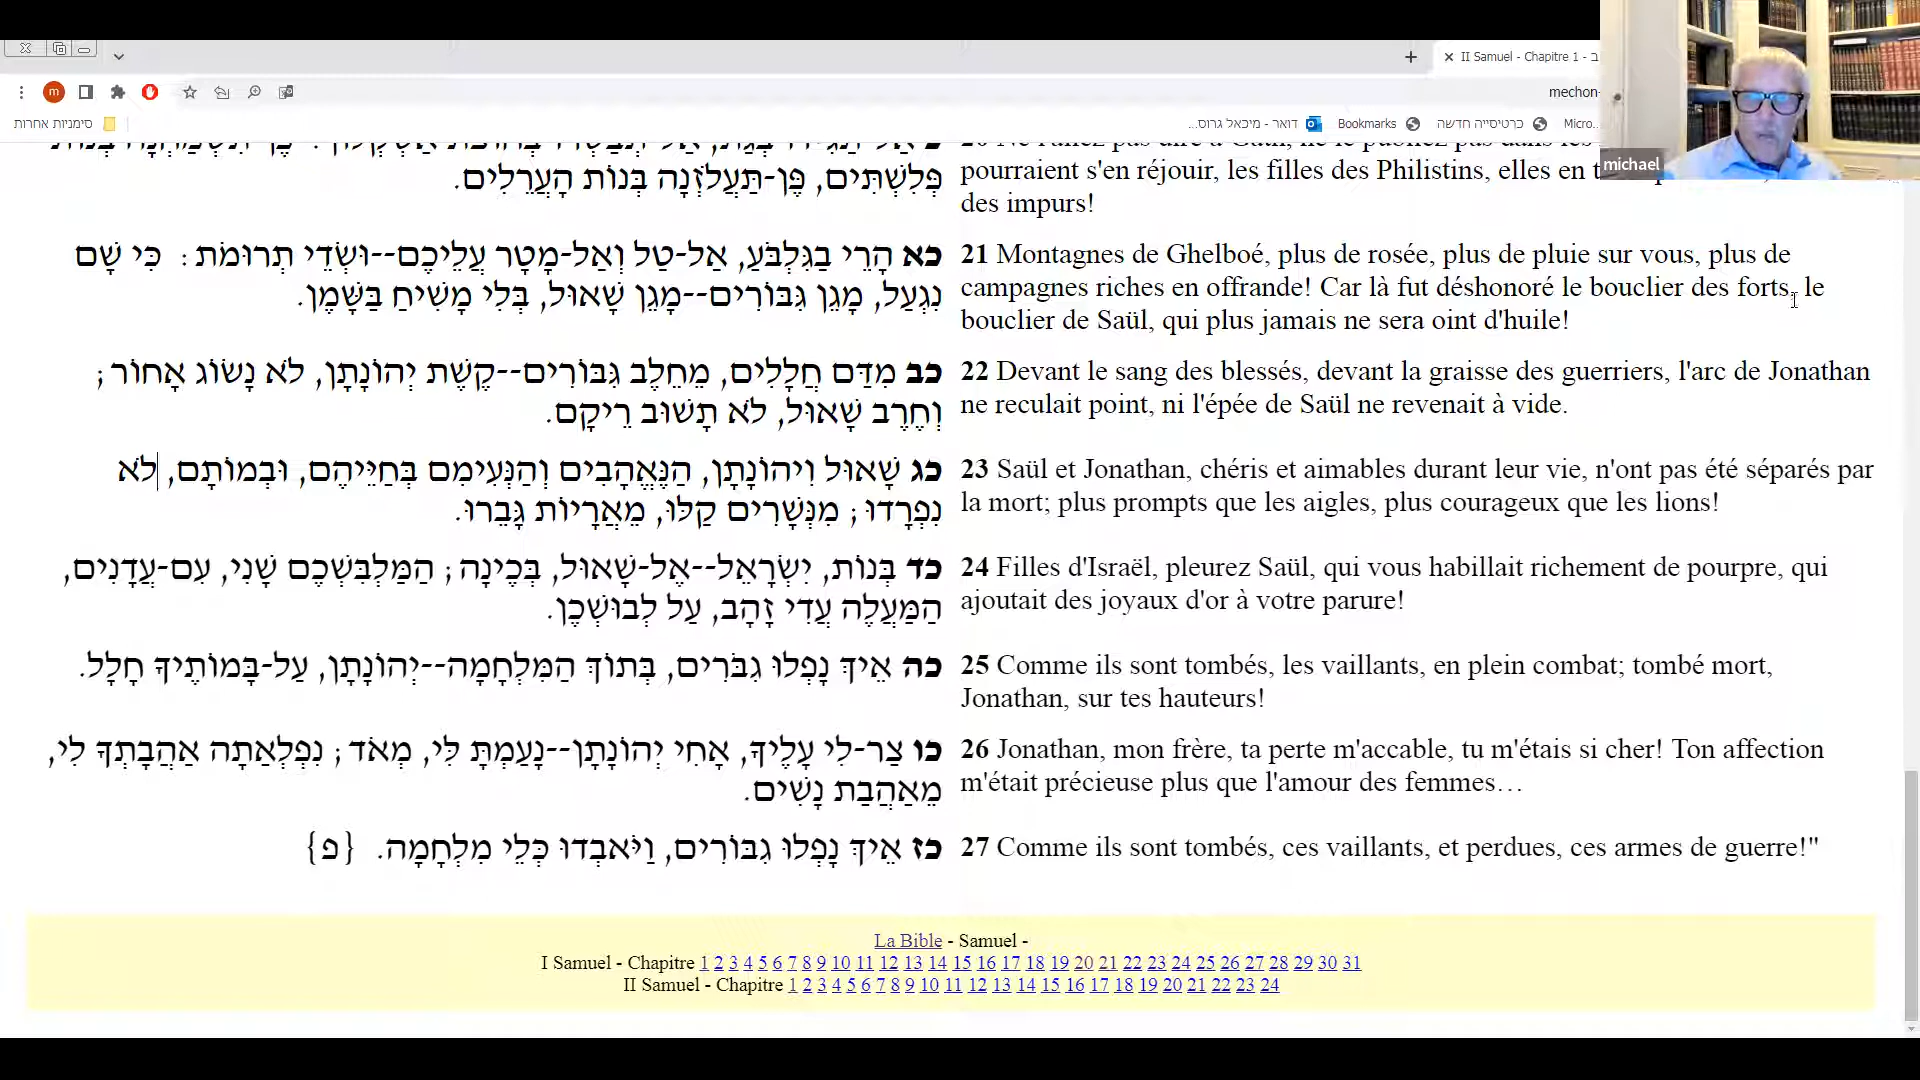 II Samuel - Chapitre 1 - ב
mechon-
m
סימניות אחרות
דואר - מיכאל גרוס...
Bookmarks
כרטיסייה חדשה
Micro...
michael
פְּלִשְׁתִּים, פֶּן-תַּעֲלֹזְנָה בְּנוֹת הָעֲרֵלִים.
pourraient s'en réjouir, les filles des Philistins, elles en
des impurs!
כא הָרֵי בַגִּלְבֹּעַ, אַל-טַל וְאַל-מָטָר עֲלֵיכֶם--וּשְׂדֵי תְרוּמֹת: כִּי שָׁם
נִגְעַל, מָגֵן גִּבּוֹרִים--מָגֵן שָׁאוּל, בְּלִי מָשִׁיחַ בַּשָּׁמֶן.
21 Montagnes de Ghelboé, plus de rosée, plus de pluie sur vous, plus de
campagnes riches en offrande! Car là fut déshonoré le bouclier des forts, le
bouclier de Saül, qui plus jamais ne sera oint d'huile!
כב מִדַּם חֲלָלִים, מֵחֵלֶב גִּבּוֹרִים--קֶשֶׁת יְהוֹנָתָן, לֹא נָשׂוֹג אָחוֹר;
וְחֶרֶב שָׁאוּל, לֹא תָשׁוּב רֵיקָם.
22 Devant le sang des blessés, devant la graisse des guerriers, l'arc de Jonathan
ne reculait point, ni l'épée de Saül ne revenait à vide.
כג שָׁאוּל וִיהוֹנָתָן, הַנֶּאֱהָבִים וְהַנְּעִימִם בְּחַיֵּיהֶם, וּבְמוֹתָם, לֹא
נִפְרָדוּ; מִנְּשָׁרִים קַלּוּ, מֵאֲרָיוֹת גָּבֵרוּ.
23 Saül et Jonathan, chéris et aimables durant leur vie, n'ont pas été séparés par
la mort; plus prompts que les aigles, plus courageux que les lions!
כד בְּנוֹת, יִשְׂרָאֵל--אֶל-שָׁאוּל, בְּכֶינָה; הַמַּלְבִּשְׁכֶם שָׁנִי, עִם-עֲדָנִים,
הַמַּעֲלֶה עֲדִי זָהָב, עַל לְבוּשְׁכֶן.
24 Filles d'Israël, pleurez Saül, qui vous habillait richement de pourpre, qui
ajoutait des joyaux d'or à votre parure!
כה אֵיךְ נָפְלוּ גִבֹּרִים, בְּתוֹךְ הַמִּלְחָמָה--יְהוֹנָתָן, עַל-בָּמוֹתֶיךָ חָלָל.
25 Comme ils sont tombés, les vaillants, en plein combat; tombé mort,
Jonathan, sur tes hauteurs!
כו צַר-לִי עָלֶיךָ, אָחִי יְהוֹנָתָן--נָעַמְתָּ לִּי, מְאֹד; נִפְלְאַתָה אַהֲבָתְךָ לִי,
מֵאַהֲבַת נָשִׁים.
26 Jonathan, mon frère, ta perte m'accable, tu m'étais si cher! Ton affection
m'était précieuse plus que l'amour des femmes…
כז אֵיךְ נָפְלוּ גִבּוֹרִים, וַיֹּאבְדוּ כְּלֵי מִלְחָמָה. {פ}
27 Comme ils sont tombés, ces vaillants, et perdues, ces armes de guerre!"
La Bible - Samuel -
I Samuel - Chapitre 1 2 3 4 5 6 7 8 9 10 11 12 13 14 15 16 17 18 19 20 21 22 23 24 25 26 27 28 29 30 31
II Samuel - Chapitre 1 2 3 4 5 6 7 8 9 10 11 12 13 14 15 16 17 18 19 20 21 22 23 24